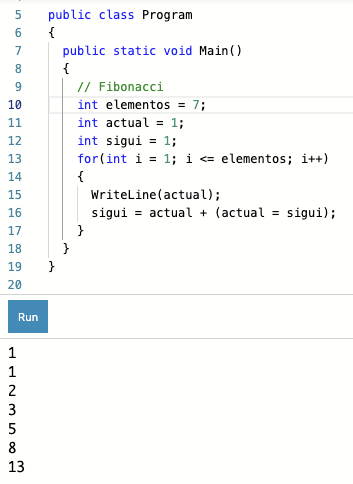 5 public class Program
6 {
7 public static void Main()
8 {
9 // Fibonacci
10 int elementos = 7;
11 int actual = 1;
12 int sigui = 1;
13 for(int i = 1; i <= elementos; i++)
14 {
15 WriteLine(actual);
16 sigui = actual + (actual = sigui);
17 }
18 }
19 }
20
Run
1
1
2
3
5
8
13